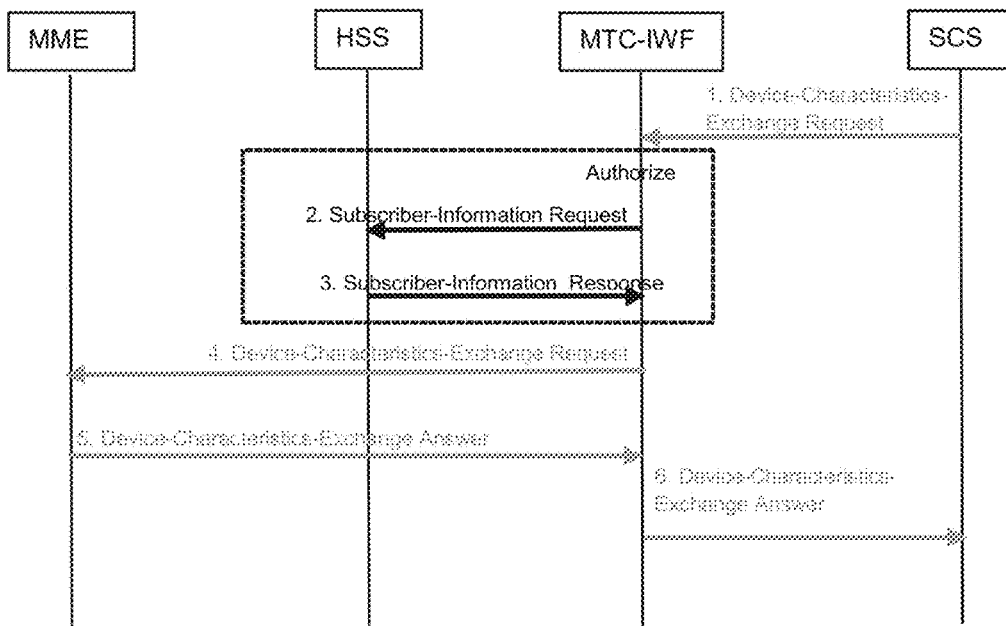 MME
HSS
MTC-IWF
SCS
1. Device-Characteristics-
Exchange Request
Authorize
2. Subscriber-Information Request
3. Subscriber-Information Response
4. Device-Characteristics-Exchange Request
5. Device-Characteristics-Exchange Answer
6. Device-Characteristics-
Exchange Answer